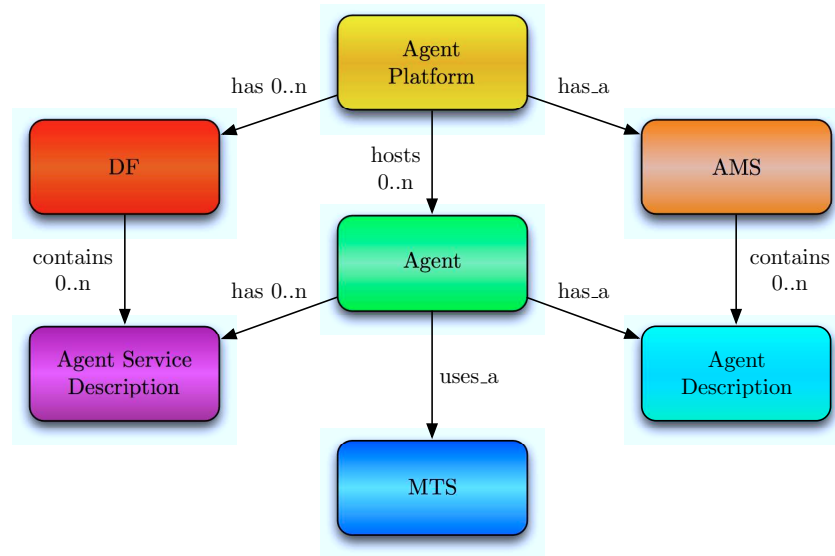 Agent
Platform
has 0..n
has_a
DF
hosts
0..n
AMS
contains
0..n
Agent
contains
0..n
has 0..n
has_a
Agent Service
Description
uses_a
Agent
Description
MTS